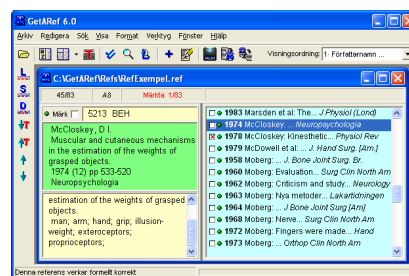 GetARef 6.0
Arkiv Redigera Sök Visa Format Verktyg Fönster Hjälp
Visningsordning: 1- Författarnamn ...
C:\GetARef\Refs\RefExempel.ref
45/83 A8 Märkta: 1/83
Märk 5213 BEH
McCloskey, D I.
Muscular and cutaneous mechanisms
in the estimation of the weights of
grasped objects.
1974 (12) pp 533-520
Neuropsychologia
estimation of the weights of grasped
objects.
man; arm; hand; grip; illusion-
weight; exteroceptors;
proprioceptors;
1983 Marsden et al: The... J Physiol (Lond)
1974 McCloskey: ... Neuropsychologia
1978 McCloskey: Kinesthetic... Physiol Rev
1979 McDowell et al: ... J. Hand Surg. [Am.]
1958 Moberg: ... J. Bone Joint Surg. Br.
1960 Moberg: Evaluation... Surg Clin North Am
1962 Moberg: Criticism and study... Neurology
1963 Moberg: Nya metoder... Lakartidningen
1964 Moberg: ... J Bone Joint Surg [Am]
1968 Moberg: Nerve... Surg Clin North Am
1972 Moberg: Fingers were made... Hand
1973 Moberg: ... Orthop Clin North Am
Denna referens verkar formellt korrekt